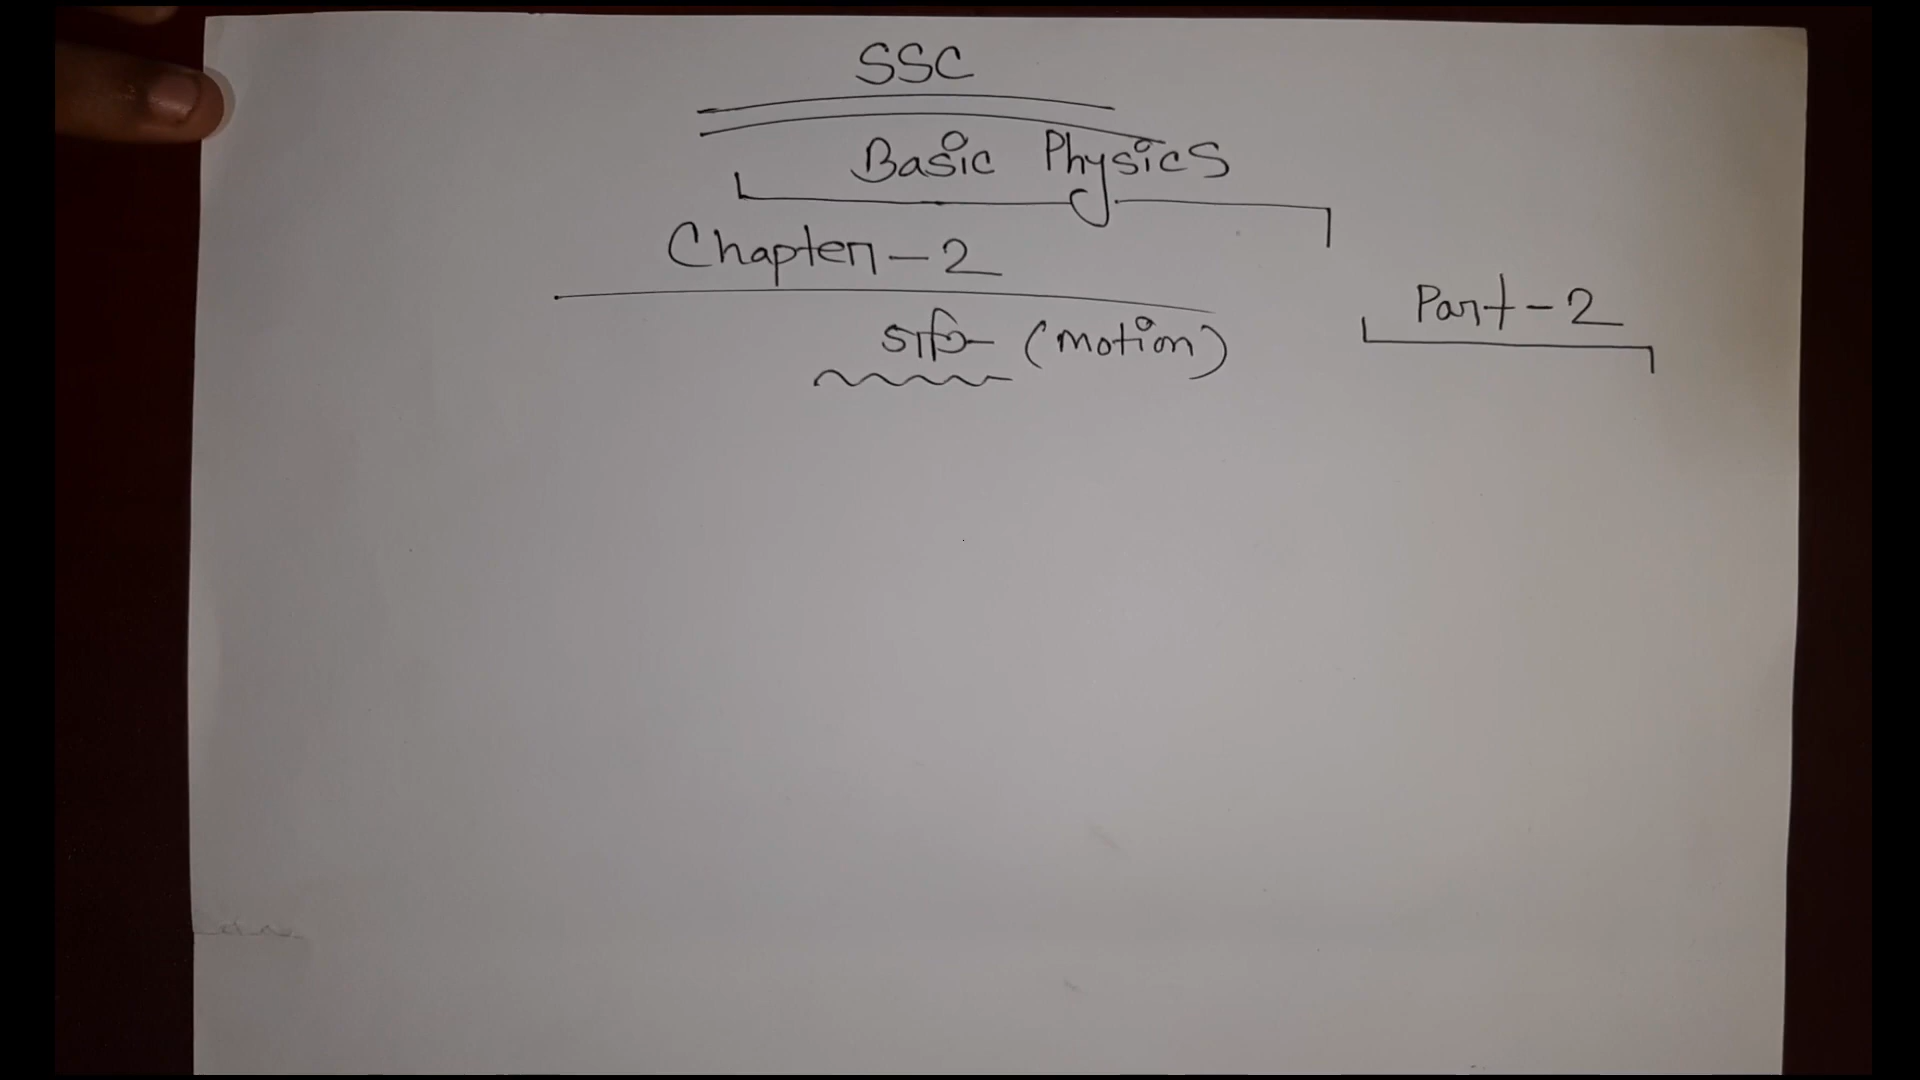 SSC
Basic Physics
Chapter-2
Part-2
গতি (motion)